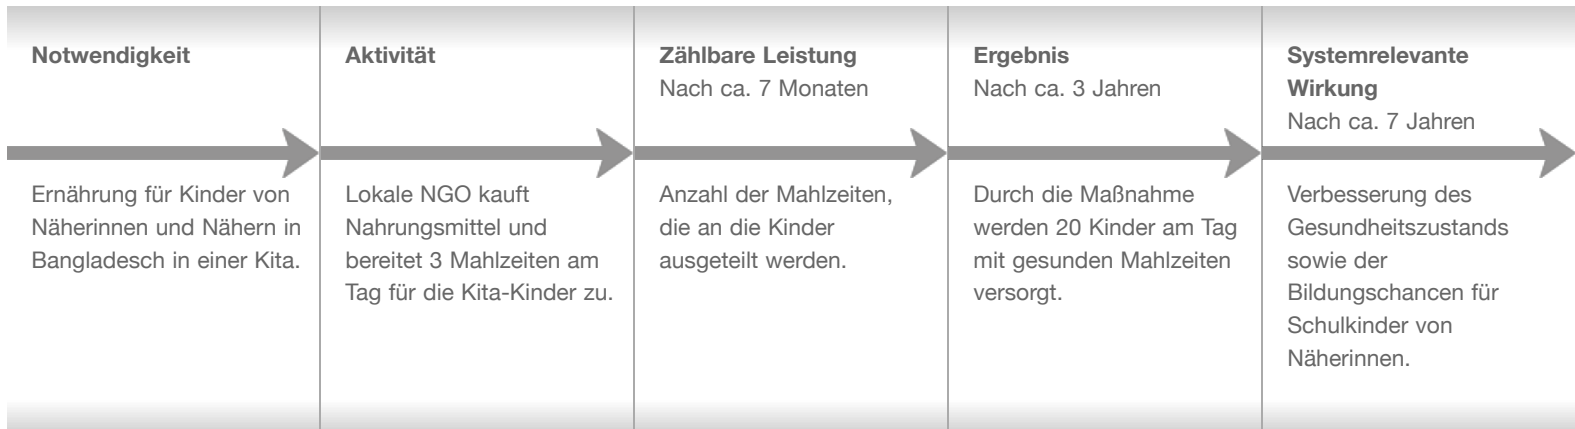 Notwendigkeit
Ernährung für Kinder von
Näherinnen und Nähern in
Bangladesch in einer Kita.
Aktivität
Lokale NGO kauft
Nahrungsmittel und
bereitet 3 Mahlzeiten am
Tag für die Kita-Kinder zu.
Zählbare Leistung
Nach ca. 7 Monaten
Anzahl der Mahlzeiten,
die an die Kinder
ausgeteilt werden.
Ergebnis
Nach ca. 3 Jahren
Durch die Maßnahme
werden 20 Kinder am Tag
mit gesunden Mahlzeiten
versorgt.
Systemrelevante
Wirkung
Nach ca. 7 Jahren
Verbesserung des
Gesundheitszustands
sowie der
Bildungschancen für
Schulkinder von
Näherinnen.